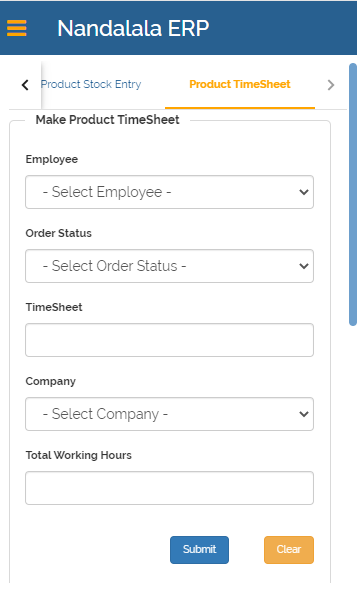 Nandalala ERP
Product Stock Entry
Product TimeSheet
Make Product TimeSheet
Employee
- Select Employee -
Order Status
- Select Order Status -
TimeSheet
Company
- Select Company -
Total Working Hours
Submit
Clear